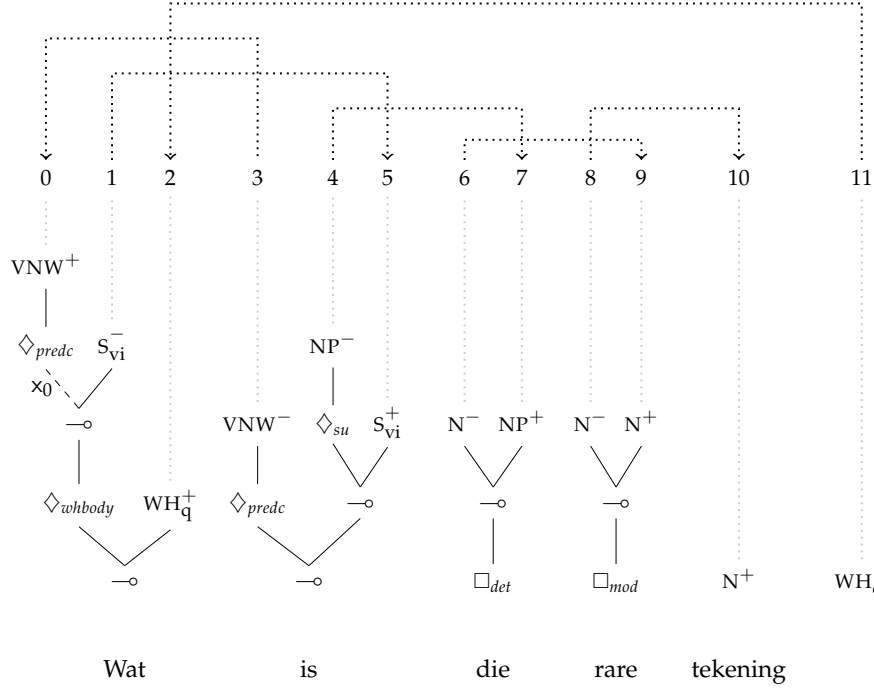 0 1 2 3 4 5 6 7 8 9 10 11
VNW+
◇predc S−vi NP−
x0
⊸ VNW− ◇su S+vi N− NP+ N− N+
◇whbody WH+q ◇predc ⊸ ⊸ ⊸
⊸ ⊸ □det □mod N+ WH
Wat is die rare tekening